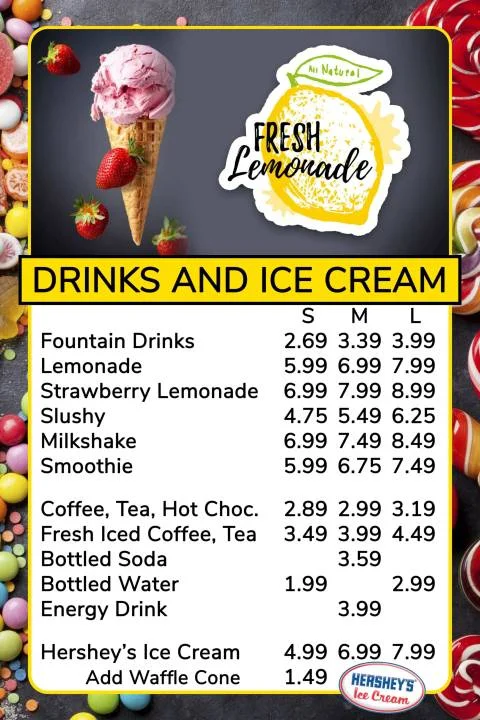 All Natural
FRESH
Lemonade
DRINKS AND ICE CREAM
S M L
Fountain Drinks 2.69 3.39 3.99
Lemonade 5.99 6.99 7.99
Strawberry Lemonade 6.99 7.99 8.99
Slushy 4.75 5.49 6.25
Milkshake 6.99 7.49 8.49
Smoothie 5.99 6.75 7.49
Coffee, Tea, Hot Choc. 2.89 2.99 3.19
Fresh Iced Coffee, Tea 3.49 3.99 4.49
Bottled Soda 3.59
Bottled Water 1.99 2.99
Energy Drink 3.99
Hershey's Ice Cream 4.99 6.99 7.99
Add Waffle Cone 1.49
HERSHEY'S
Ice Cream